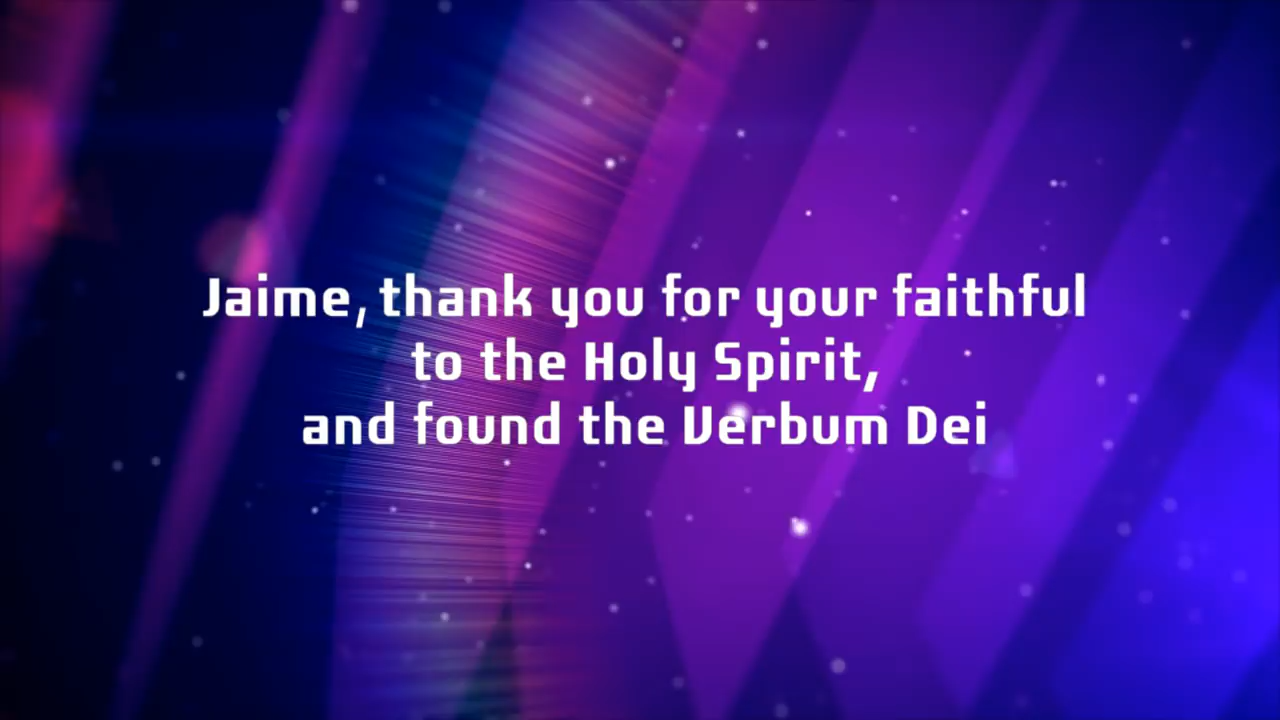 Jaime, thank you for your faithful
to the Holy Spirit,
and found the Verbum Dei